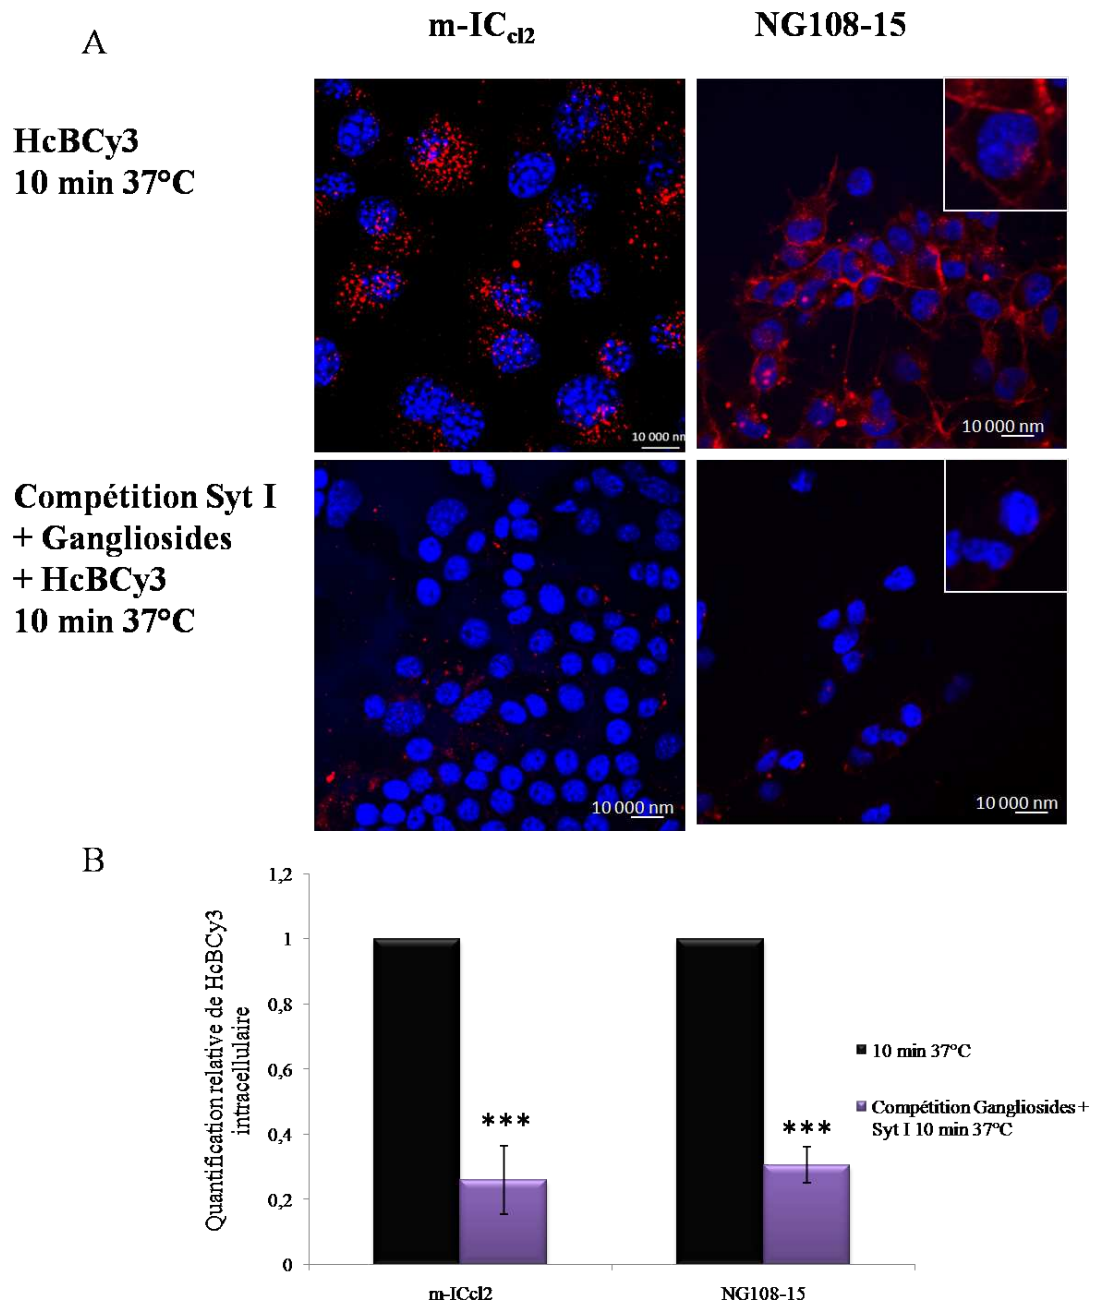 A
m-ICcl2
NG108-15
HcBCy3
10 min 37°C
10 000 nm
10 000 nm
Compétition Syt I
+ Gangliosides
+ HcBCy3
10 min 37°C
10 000 nm
10 000 nm
B
Quantification relative de HcBCy3
intracellulaire
1,2
1
0,8
0,6
0,4
0,2
0
***
***
10 min 37°C
Compétition Gangliosides +
Syt I 10 min 37°C
m-ICcl2
NG108-15